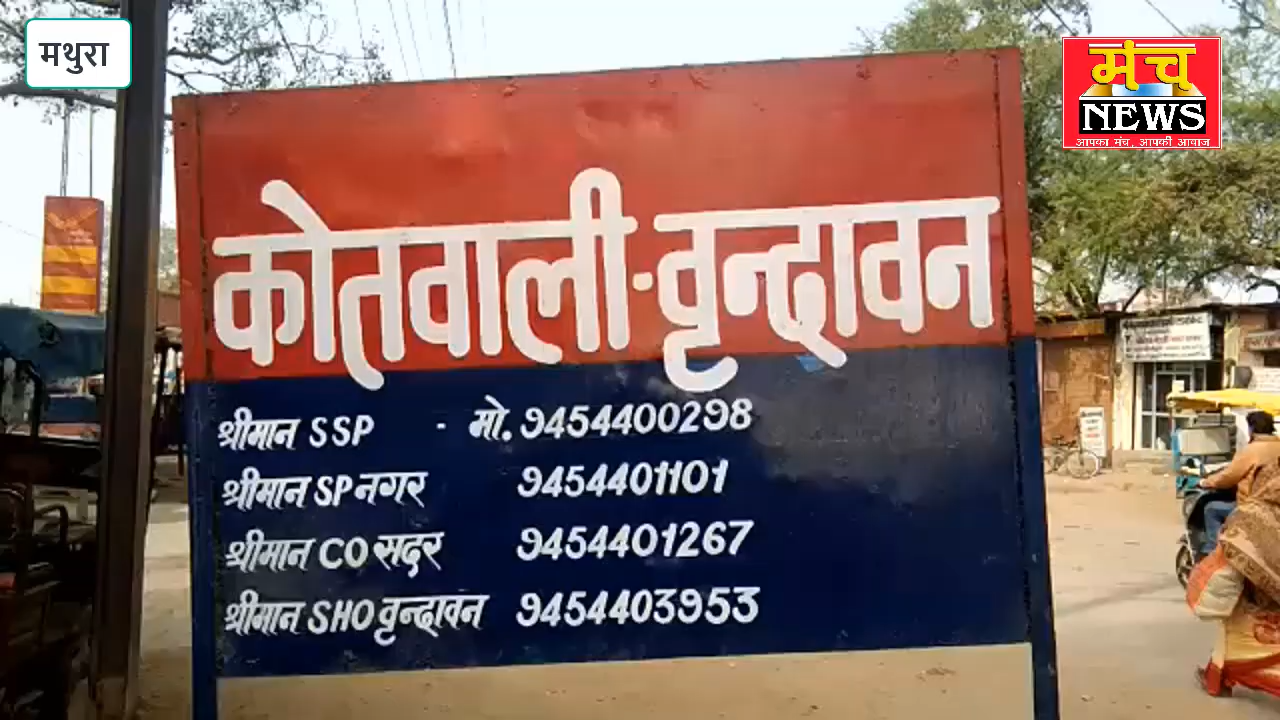 मथुरा
मंच
NEWS
आपका मंच, आपकी आवाज
कोतवाली-वृन्दावन
श्रीमान SSP - मो. 9454400298
श्रीमान SP नगर 9454401101
श्रीमान CO सदर 9454401267
श्रीमान SHO वृन्दावन 9454403953